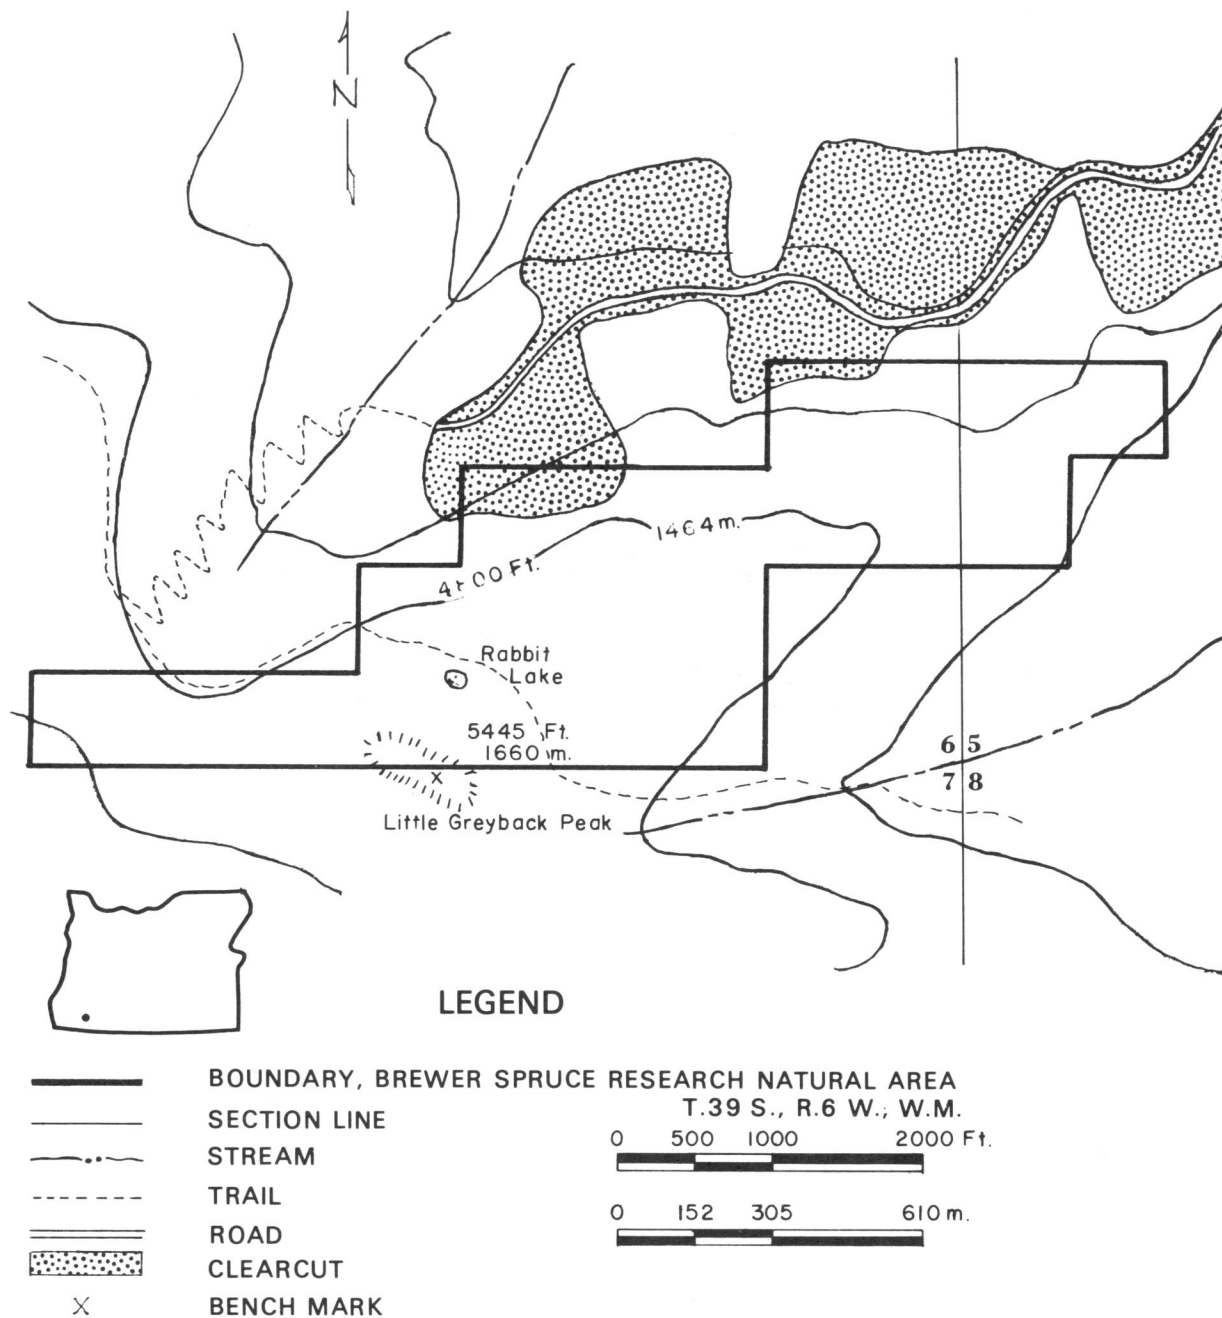 N
1464 m.
Ft.
Rabbit
Lake
5445 Ft.
1660 m.
6 5
7 8
Little Greyback Peak
LEGEND
BOUNDARY, BREWER SPRUCE RESEARCH NATURAL AREA
T.39 S., R.6 W.; W.M.
SECTION LINE
0 500 1000 2000 Ft.
STREAM
TRAIL
0 152 305 610 m.
ROAD
CLEARCUT
X BENCH MARK